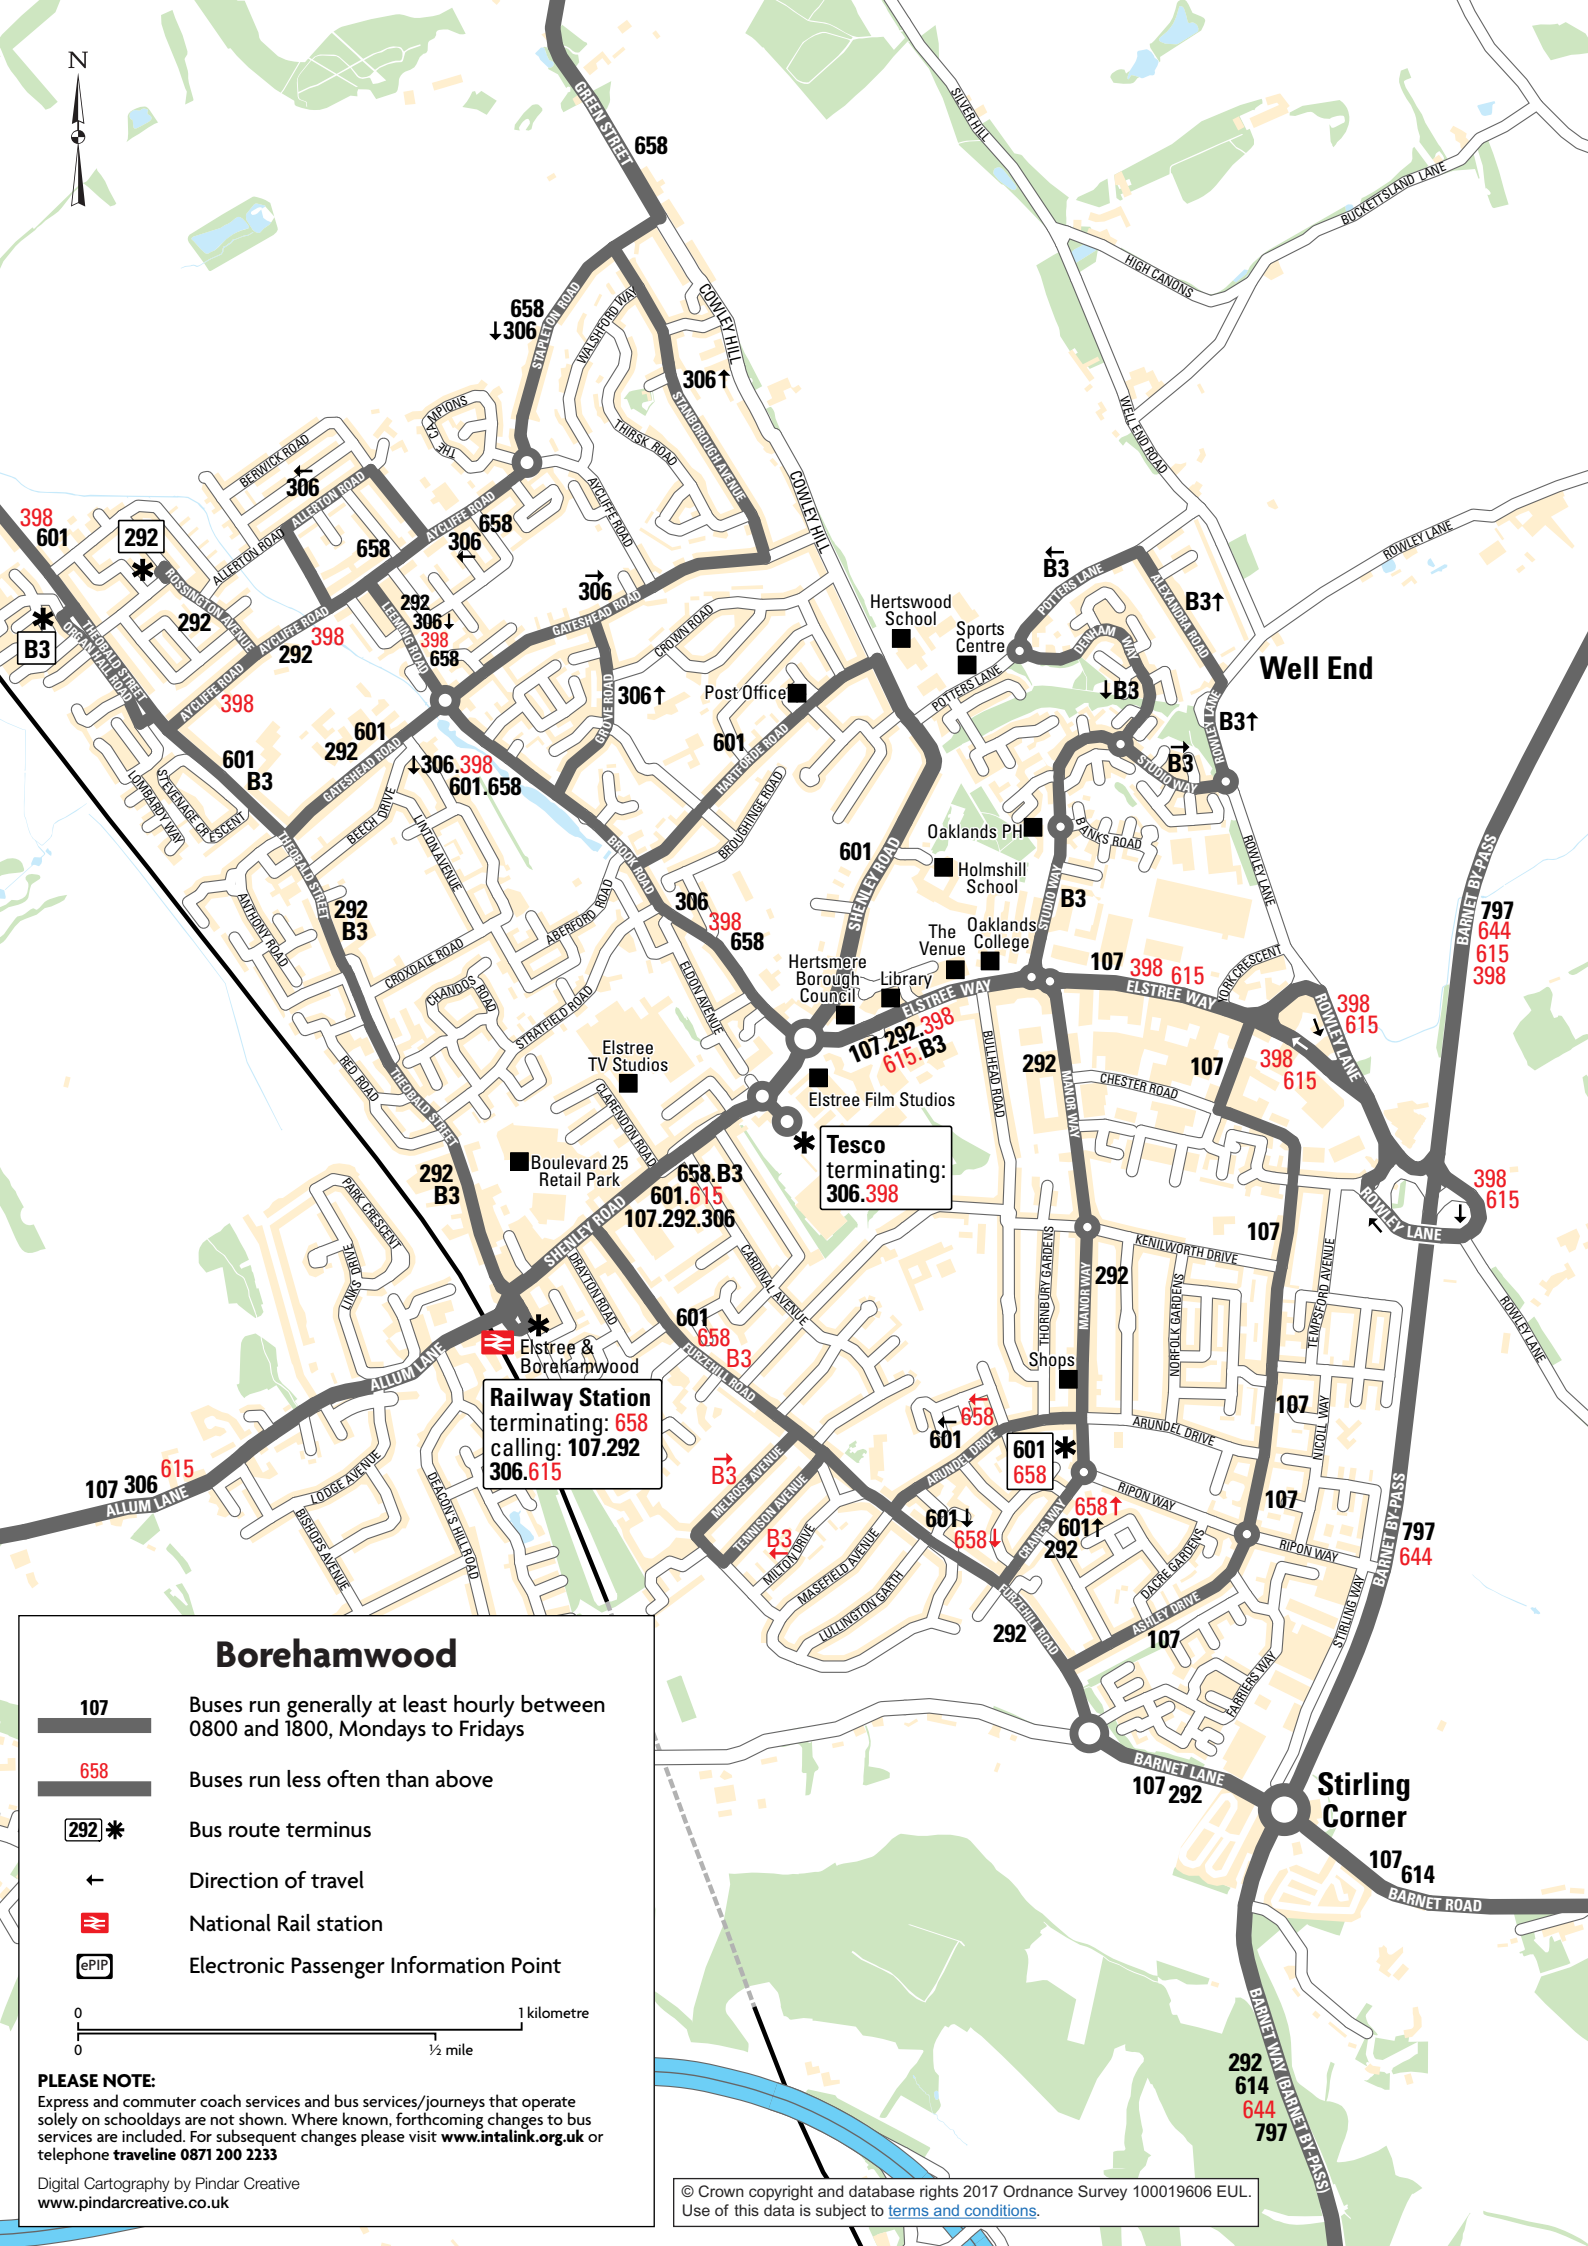 N
GREEN STREET
658
SILVER HILL
BUCKETTSLAND LANE
HIGH CANONS
COWLEY HILL
658
↓306
STAPLETON ROAD
WALSHFORD WAY
306↑
STANBOROUGH AVENUE
THE CAMPIONS
THIRSK ROAD
WELL END ROAD
BERWICK ROAD
←
306
ALLERTON ROAD
AYCLIFFE ROAD
658
306
←
AYCLIFFE ROAD
COWLEY HILL
398
601
292
ROSSINGTON AVENUE
ALLERTON ROAD
658
ROWLEY LANE
292
AYCLIFFE ROAD
398
292
B3
THEOBALD STREET
ORGAN HALL ROAD
AYCLIFFE ROAD
398
LEEMING ROAD
292
306↓
398
658
→
306
GATESHEAD ROAD
CROWN ROAD
GROVE ROAD
306↑
Post Office
Hertswood
School
Sports
Centre
←
B3
POTTERS LANE
ALEXANDRA ROAD
B3↑
DENHAM WAY
POTTERS LANE
↓B3
Well End
ROWLEY LANE
B3↑
→
B3
STUDIO WAY
601
B3
601
292
GATESHEAD ROAD
↓306.398
601.658
601
HARTFORDE ROAD
BROUGHINGE ROAD
LOMBARDY WAY
STEVENAGE CRESCENT
BEECH DRIVE
LINTON AVENUE
THEOBALD STREET
BROOK ROAD
601
SHENLEY ROAD
Oaklands PH
BANKS ROAD
Holmshill
School
STUDIO WAY
B3
ROWLEY LANE
BARNET BY-PASS
797
644
615
398
ANTHONY ROAD
292
B3
306
398
658
ABERFORD ROAD
CROXDALE ROAD
CHANDOS ROAD
STRATFIELD ROAD
ELDON AVENUE
The
Venue
Oaklands
College
Hertsmere
Borough
Council
Library
ELSTREE WAY
107.292.398
615.B3
107 398 615
ELSTREE WAY
YORK CRESCENT
ROWLEY LANE
398
615
398
615
107
292
MANOR WAY
BULLHEAD ROAD
CHESTER ROAD
RED ROAD
THEOBALD STREET
Elstree
TV Studios
CLARENDON ROAD
Elstree Film Studios
Tesco
terminating:
306.398
Boulevard 25
Retail Park
292
B3
658.B3
601.615
107.292.306
SHENLEY ROAD
398
615
ROWLEY LANE
ROWLEY LANE
PARK CRESCENT
LINKS DRIVE
DRAYTON ROAD
CARDINAL AVENUE
107
KENILWORTH DRIVE
292
MANOR WAY
THORNBURY GARDENS
NORFOLK GARDENS
TEMPSFORD AVENUE
601
658
B3
FURZEHILL ROAD
Elstree &
Borehamwood
Railway Station
terminating: 658
calling: 107.292
306.615
ALLUM LANE
Shops
←
658
←
601
ARUNDEL DRIVE
601
658
ARUNDEL DRIVE
107
NICOLL WAY
107 306 615
ALLUM LANE
LODGE AVENUE
BISHOPS AVENUE
DEACON'S HILL ROAD
→
B3
MELROSE AVENUE
TENNISON AVENUE
B3
←
MILTON DRIVE
MASEFIELD AVENUE
LULLINGTON GARTH
601↓
658↓
CRANES WAY
658↑
601↑
292
RIPON WAY
107
RIPON WAY
DACRE GARDENS
BARNET BY-PASS
797
644
STIRLING WAY
FURZEHILL ROAD
292
ASHLEY DRIVE
107
FARRIERS WAY
BARNET LANE
107 292
Stirling
Corner
107
614
BARNET ROAD
BARNET WAY (BARNET BY-PASS)
292
614
644
797
Borehamwood
107
Buses run generally at least hourly between
0800 and 1800, Mondays to Fridays
658
Buses run less often than above
292
Bus route terminus
←
Direction of travel
National Rail station
ePIP
Electronic Passenger Information Point
0 1 kilometre
0 ½ mile
PLEASE NOTE:
Express and commuter coach services and bus services/journeys that operate
solely on schooldays are not shown. Where known, forthcoming changes to bus
services are included. For subsequent changes please visit www.intalink.org.uk or
telephone traveline 0871 200 2233
Digital Cartography by Pindar Creative
www.pindarcreative.co.uk
© Crown copyright and database rights 2017 Ordnance Survey 100019606 EUL.
Use of this data is subject to terms and conditions.